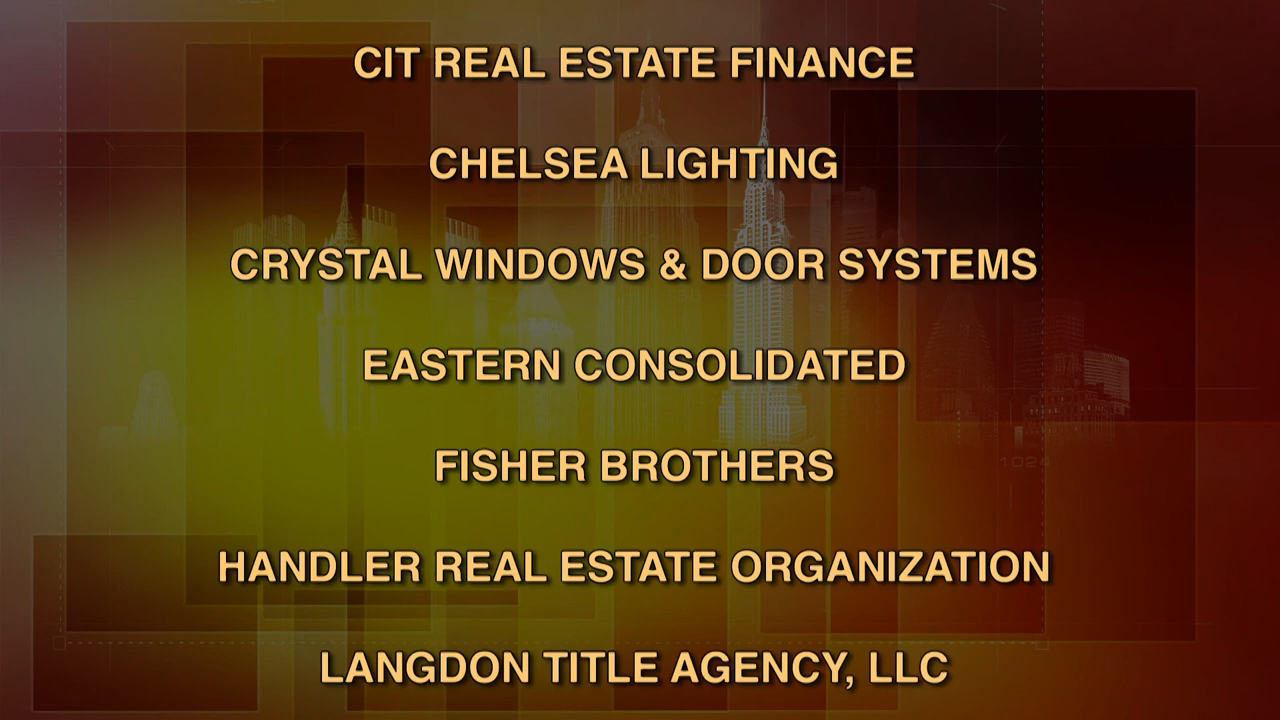 CIT REAL ESTATE FINANCE
CHELSEA LIGHTING
CRYSTAL WINDOWS & DOOR SYSTEMS
EASTERN CONSOLIDATED
FISHER BROTHERS
1024
HANDLER REAL ESTATE ORGANIZATION
LANGDON TITLE AGENCY, LLC